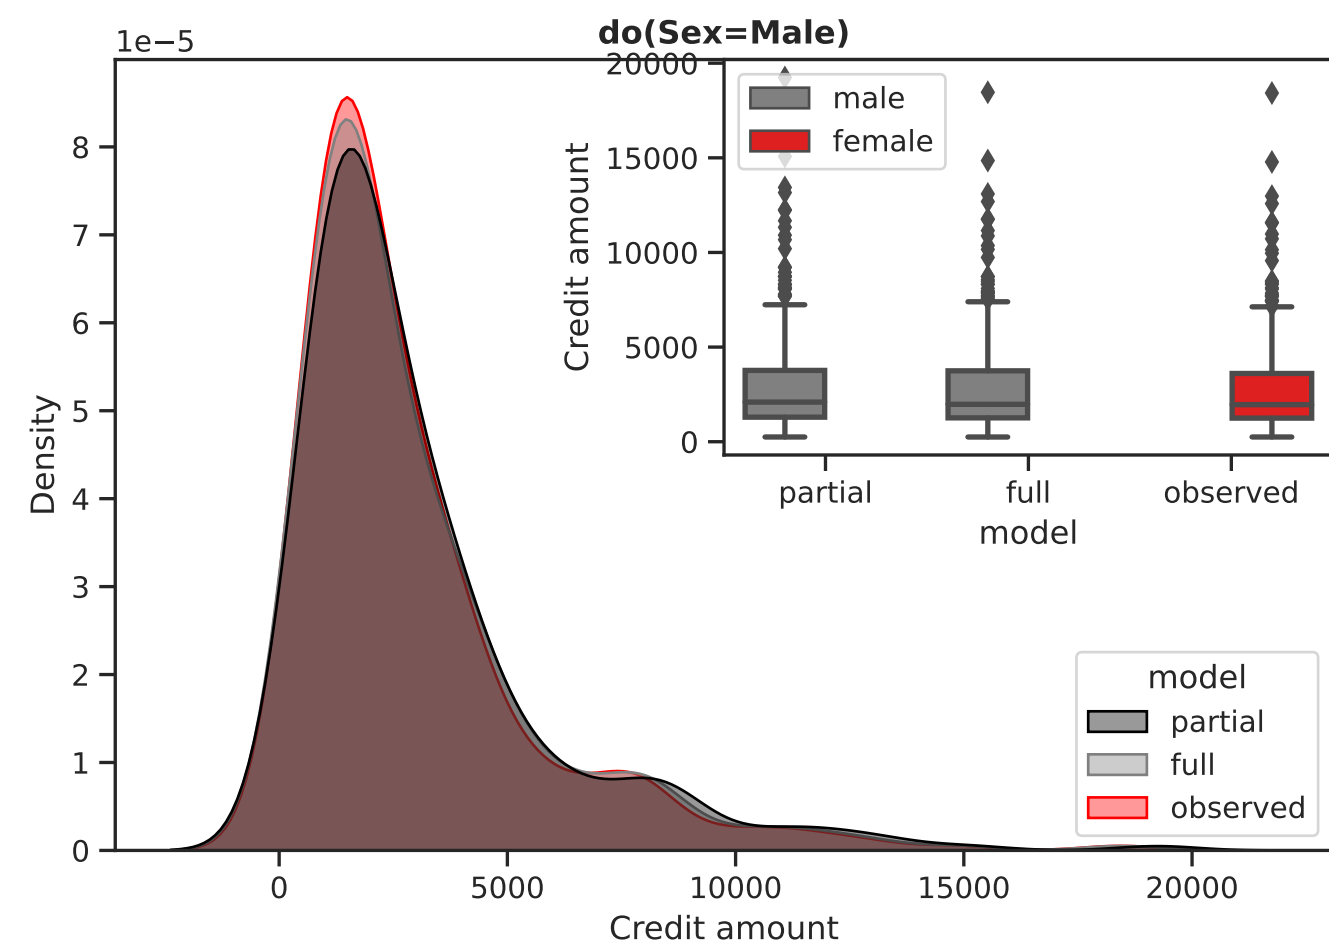 do(Sex=Male)
1e−5
20000
male
female
15000
10000
5000
0
Credit amount
partial full observed
model
8
7
6
5
4
3
2
1
0
Density
model
partial
full
observed
0 5000 10000 15000 20000
Credit amount